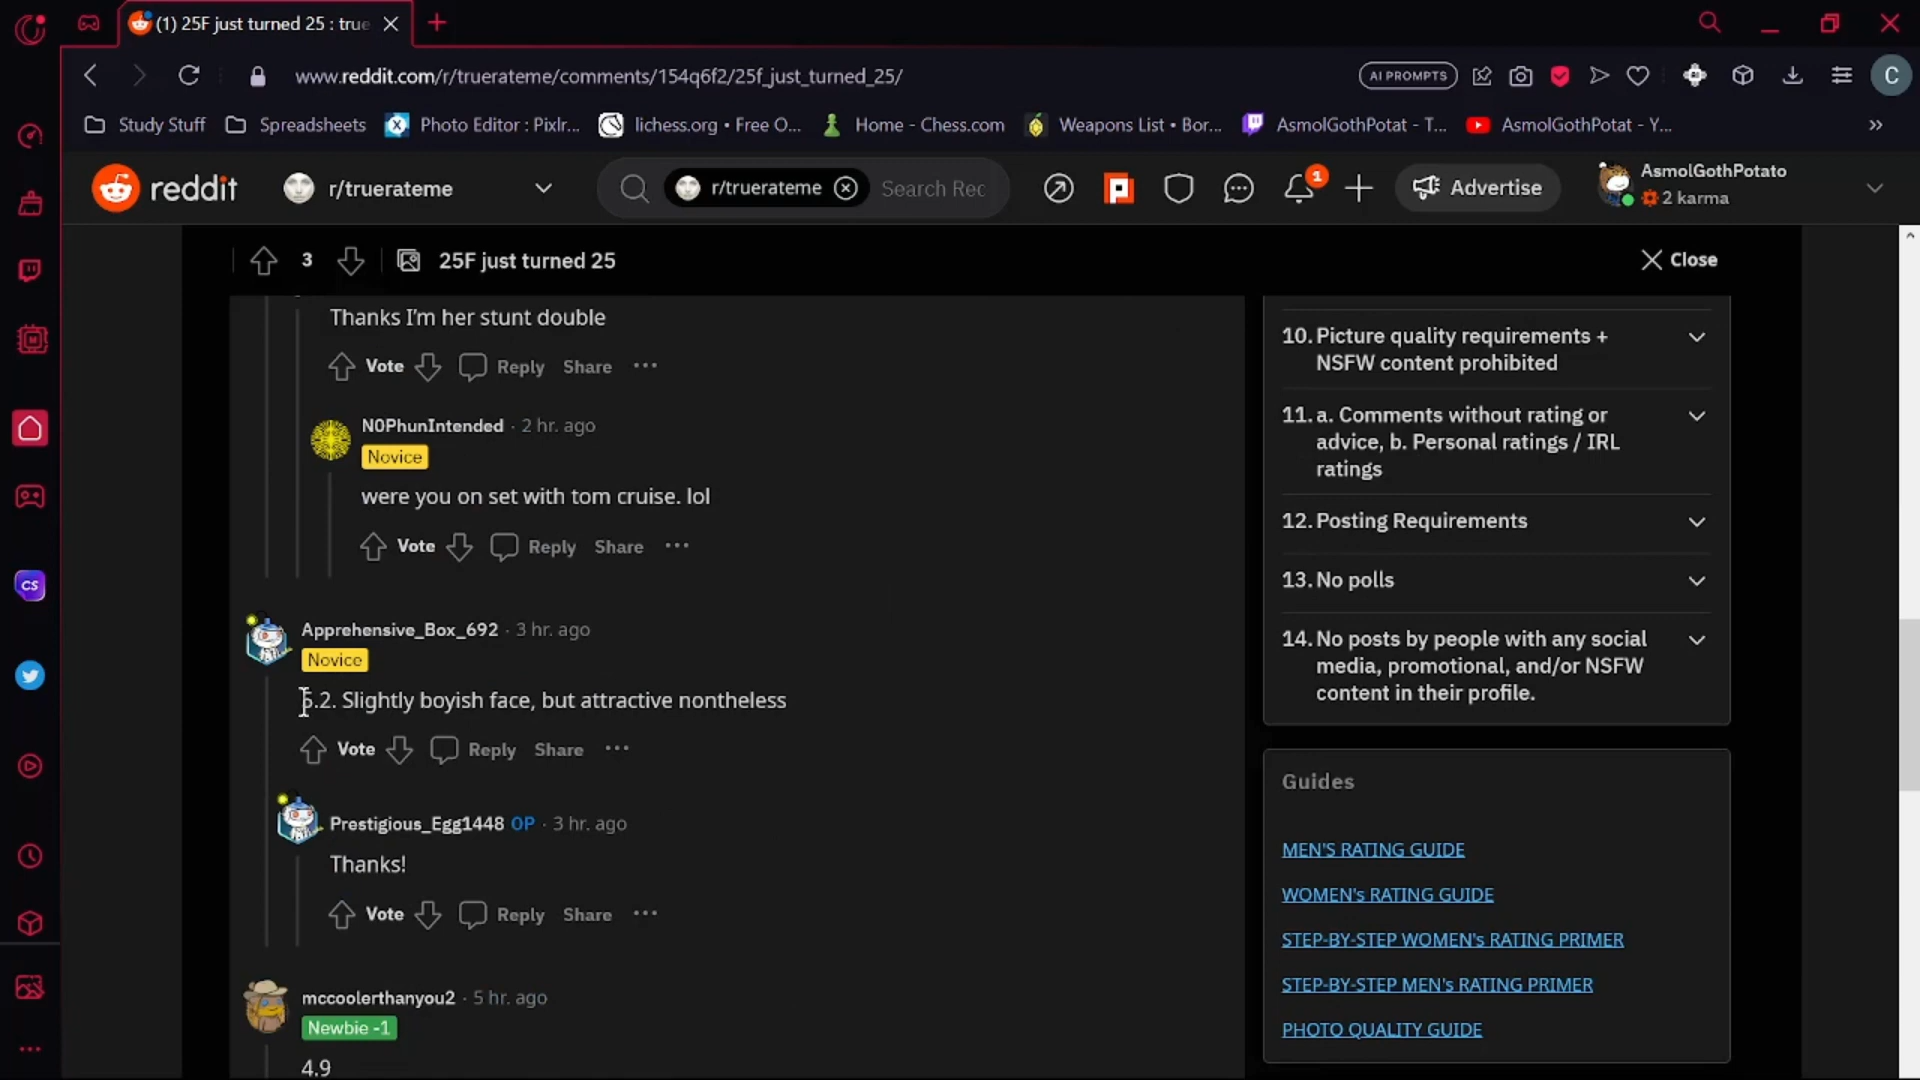 (1) 25F just turned 25 : true
www.reddit.com/r/truerateme/comments/154q6f2/25f_just_turned_25/
AI PROMPTS
C
Study Stuff
Spreadsheets
Photo Editor : Pixlr...
lichess.org • Free O...
Home - Chess.com
Weapons List • Bor...
AsmolGothPotat - T...
AsmolGothPotat - Y...
»
reddit
r/truerateme
r/truerateme
Search Rec
1
Advertise
AsmolGothPotato
2 karma
3
25F just turned 25
Close
Thanks I'm her stunt double
Vote Reply Share ...
N0PhunIntended · 2 hr. ago
Novice
were you on set with tom cruise. lol
Vote Reply Share ...
Apprehensive_Box_692 · 3 hr. ago
Novice
5.2. Slightly boyish face, but attractive nontheless
Vote Reply Share ...
Prestigious_Egg1448 OP · 3 hr. ago
Thanks!
Vote Reply Share ...
mccoolerthanyou2 · 5 hr. ago
Newbie -1
4.9
10. Picture quality requirements +
NSFW content prohibited
11. a. Comments without rating or
advice, b. Personal ratings / IRL
ratings
12. Posting Requirements
13. No polls
14. No posts by people with any social
media, promotional, and/or NSFW
content in their profile.
Guides
MEN'S RATING GUIDE
WOMEN's RATING GUIDE
STEP-BY-STEP WOMEN's RATING PRIMER
STEP-BY-STEP MEN's RATING PRIMER
PHOTO QUALITY GUIDE
CS